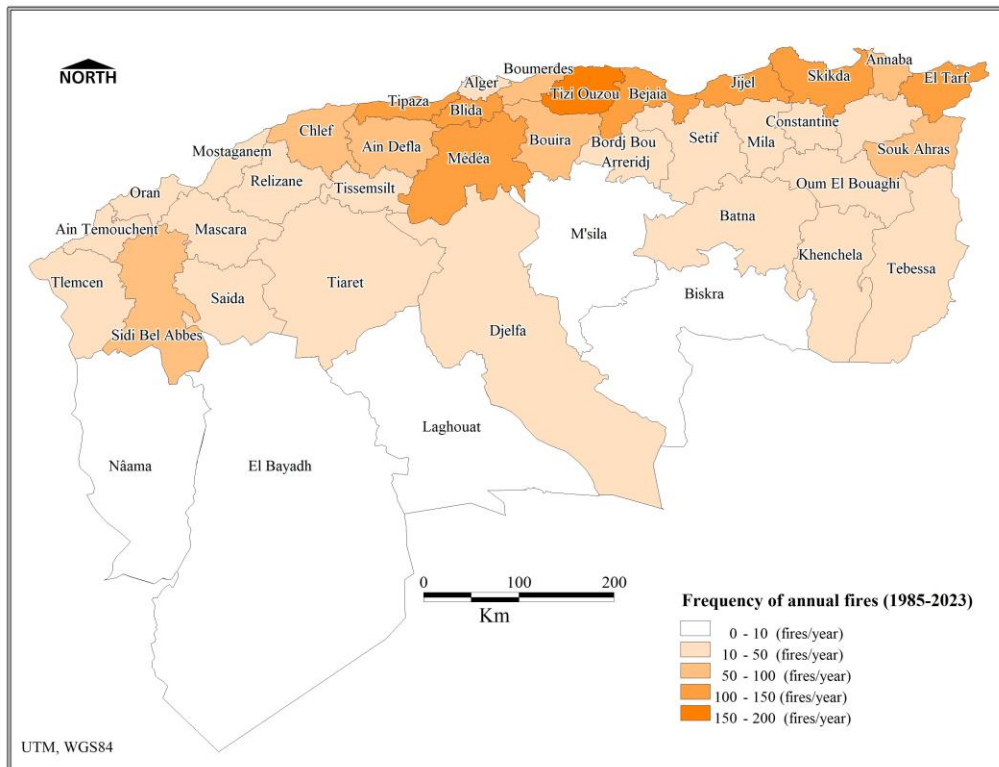 NORTH
Alger
Boumerdes
Annaba
Tipaza
Blida
Tizi Ouzou
Bejaia
Jijel
Skikda
El Tarf
Chlef
Ain Defla
Médéa
Bouira
Bordj Bou
Arreridj
Setif
Mila
Constantine
Souk Ahras
Mostaganem
Relizane
Tissemsilt
Oum El Bouaghi
Oran
Ain Temouchent
Mascara
M'sila
Batna
Khenchela
Tebessa
Tlemcen
Saida
Tiaret
Biskra
Sidi Bel Abbes
Djelfa
Laghouat
Nâama
El Bayadh
0 100 200
Km
Frequency of annual fires (1985-2023)
0 - 10 (fires/year)
10 - 50 (fires/year)
50 - 100 (fires/year)
100 - 150 (fires/year)
150 - 200 (fires/year)
UTM, WGS84